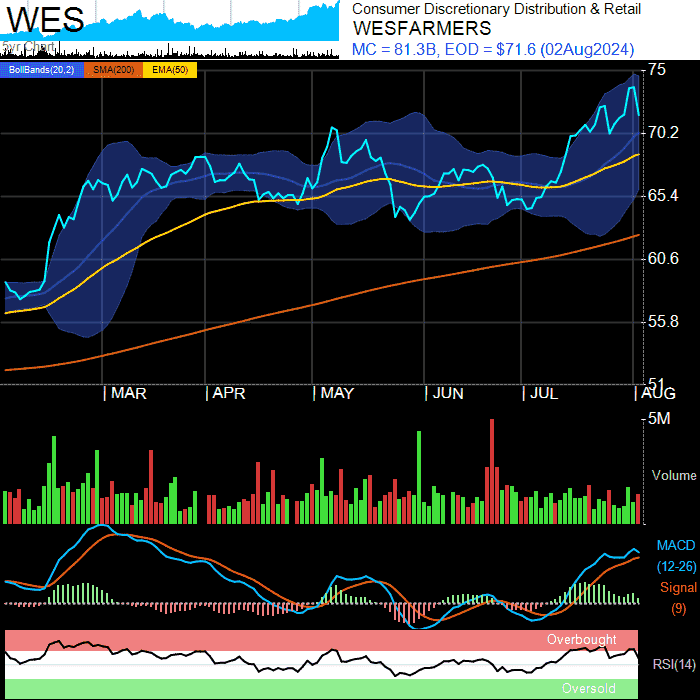 WES
5yr Chart
Consumer Discretionary Distribution & Retail
WESFARMERS
MC = 81.3B, EOD = $71.6 (02Aug2024)
BollBands(20,2) SMA(200) EMA(50)
75
70.2
65.4
60.6
55.8
51
MAR APR MAY JUN JUL AUG
5M
Volume
MACD
(12-26)
Signal
(9)
Overbought
RSI(14)
Oversold